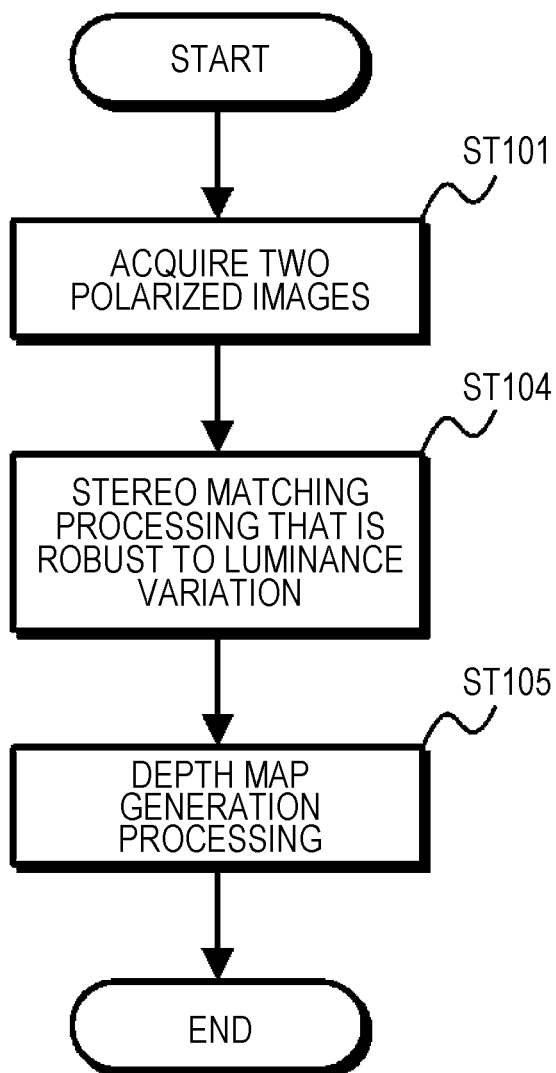 START
ST101
ACQUIRE TWO
POLARIZED IMAGES
ST104
STEREO MATCHING
PROCESSING THAT IS
ROBUST TO LUMINANCE
VARIATION
ST105
DEPTH MAP
GENERATION
PROCESSING
END